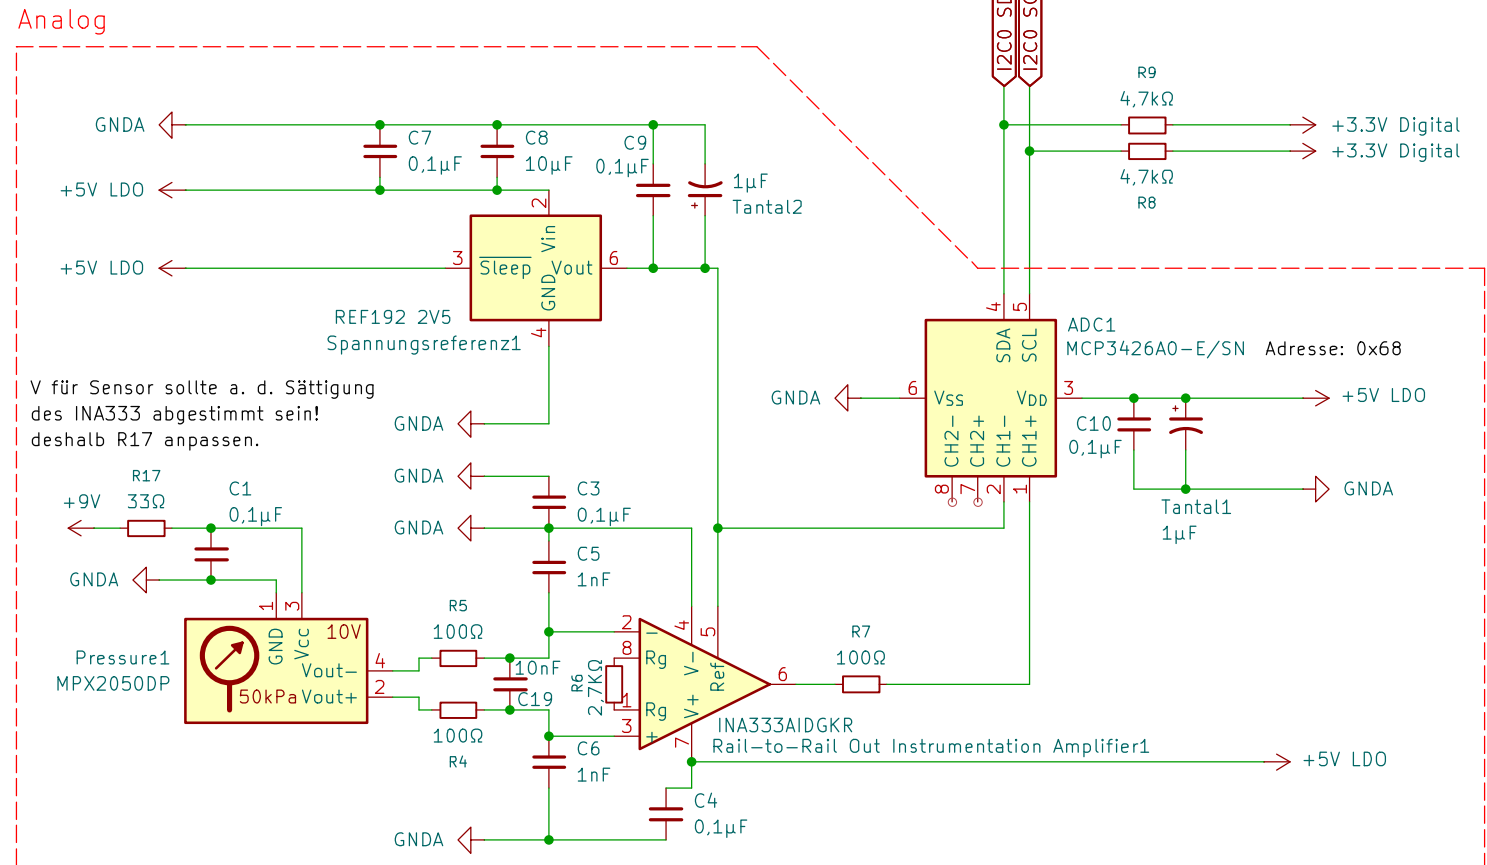 Analog
I2C0 SD
I2C0 SC
R9
4,7kΩ
+3.3V Digital
+3.3V Digital
4,7kΩ
R8
GNDA
C7
0,1µF
C8
10µF
C9
0,1µF
1µF
Tantal2
+
+5V LDO
2
Vin
+5V LDO
3
Sleep
GND
Vout
6
REF192 2V5
Spannungsreferenz1
4
GNDA
4
5
SDA
SCL
ADC1
MCP3426A0-E/SN
Adresse: 0x68
GNDA
6
VSS
VDD
3
+5V LDO
CH2-
CH2+
CH1-
CH1+
8
7
2
1
C10
0,1µF
+
GNDA
Tantal1
1µF
V für Sensor sollte a. d. Sättigung
des INA333 abgestimmt sein!
deshalb R17 anpassen.
R17
33Ω
+9V
C1
0,1µF
GNDA
GNDA
C3
0,1µF
GNDA
C5
1nF
1
3
GND
Vcc
10V
Vout-
4
50kPa
Vout+
2
Pressure1
MPX2050DP
R5
100Ω
10nF
C19
100Ω
R4
2
-
8
Rg
R6
2,7KΩ
1
Rg
3
+
4
V-
5
Ref
V+
7
6
R7
100Ω
INA333AIDGKR
Rail-to-Rail Out Instrumentation Amplifier1
+5V LDO
C6
1nF
C4
0,1µF
GNDA